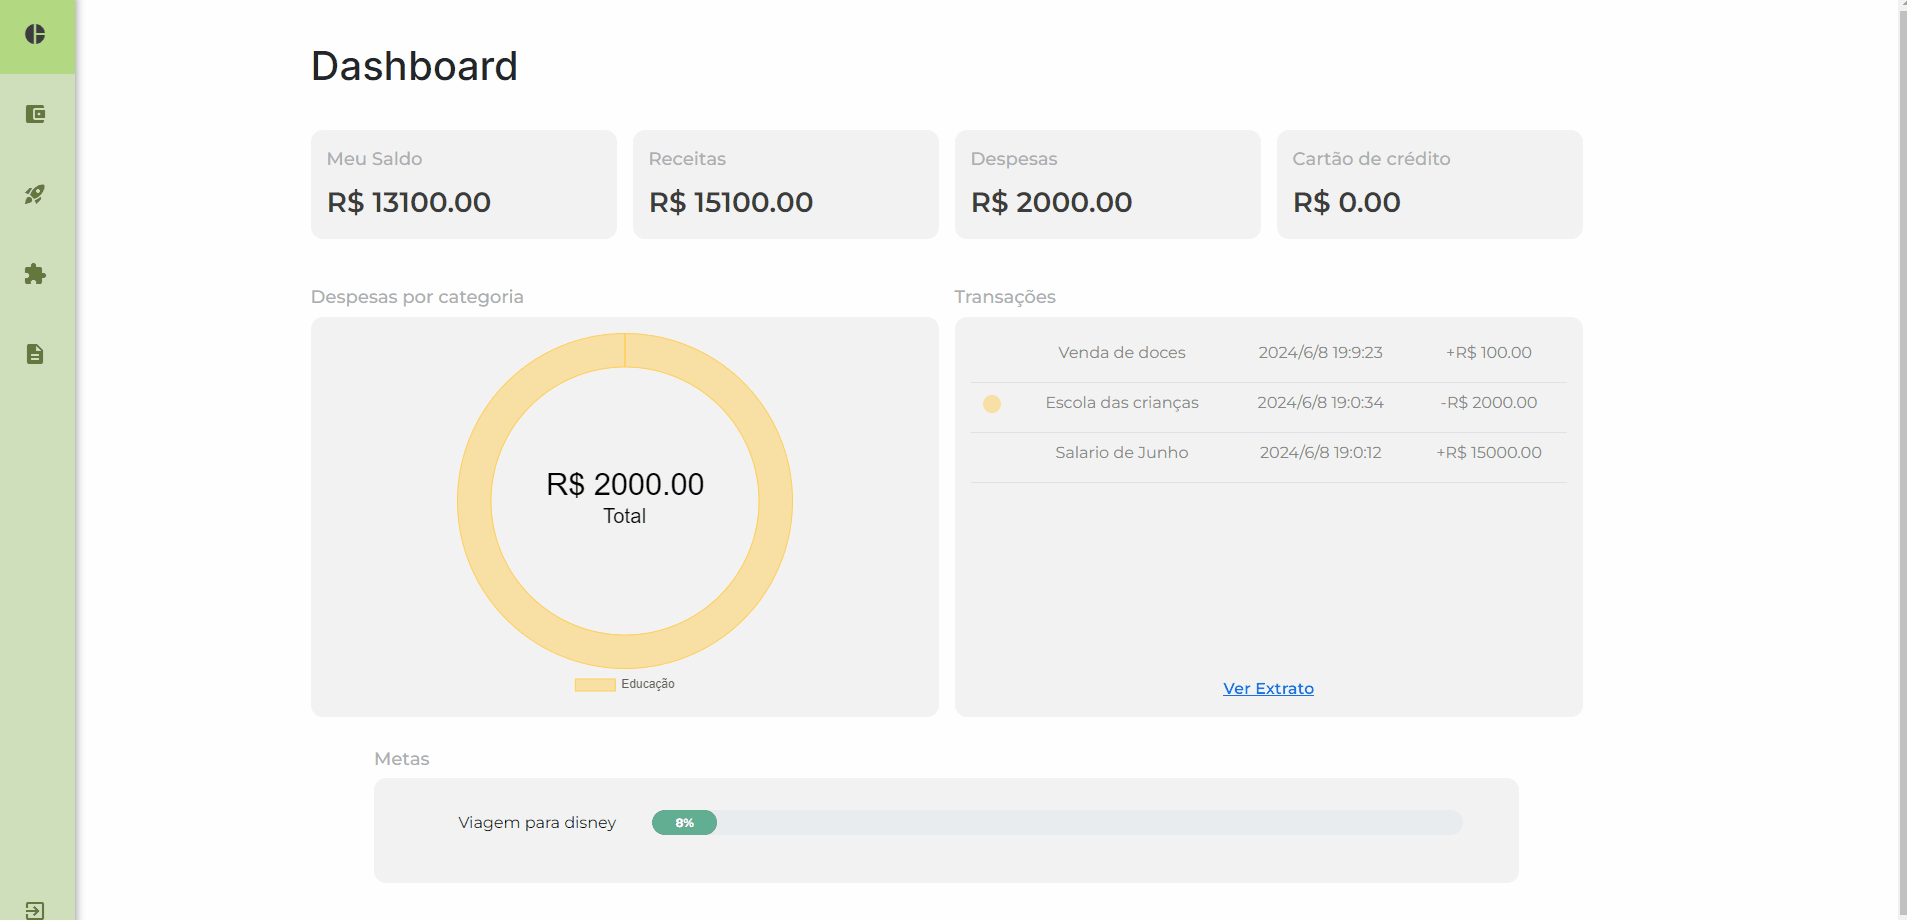 Dashboard
Meu Saldo
R$ 13100.00
Receitas
R$ 15100.00
Despesas
R$ 2000.00
Cartão de crédito
R$ 0.00
Despesas por categoria
R$ 2000.00
Total
Educação
Transações
Venda de doces 2024/6/8 19:9:23 +R$ 100.00
Escola das crianças 2024/6/8 19:0:34 -R$ 2000.00
Salario de Junho 2024/6/8 19:0:12 +R$ 15000.00
Ver Extrato
Metas
Viagem para disney 8%